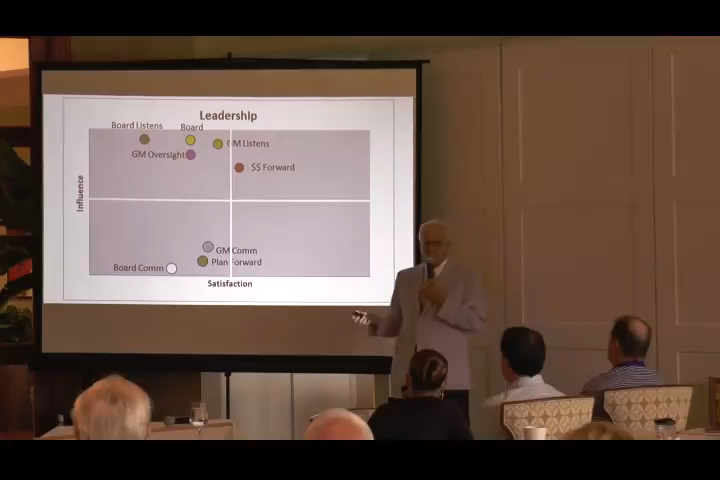 Leadership
Board Listens
Board
GM Listens
GM Oversight
$$ Forward
Influence
GM Comm
Plan Forward
Board Comm
Satisfaction